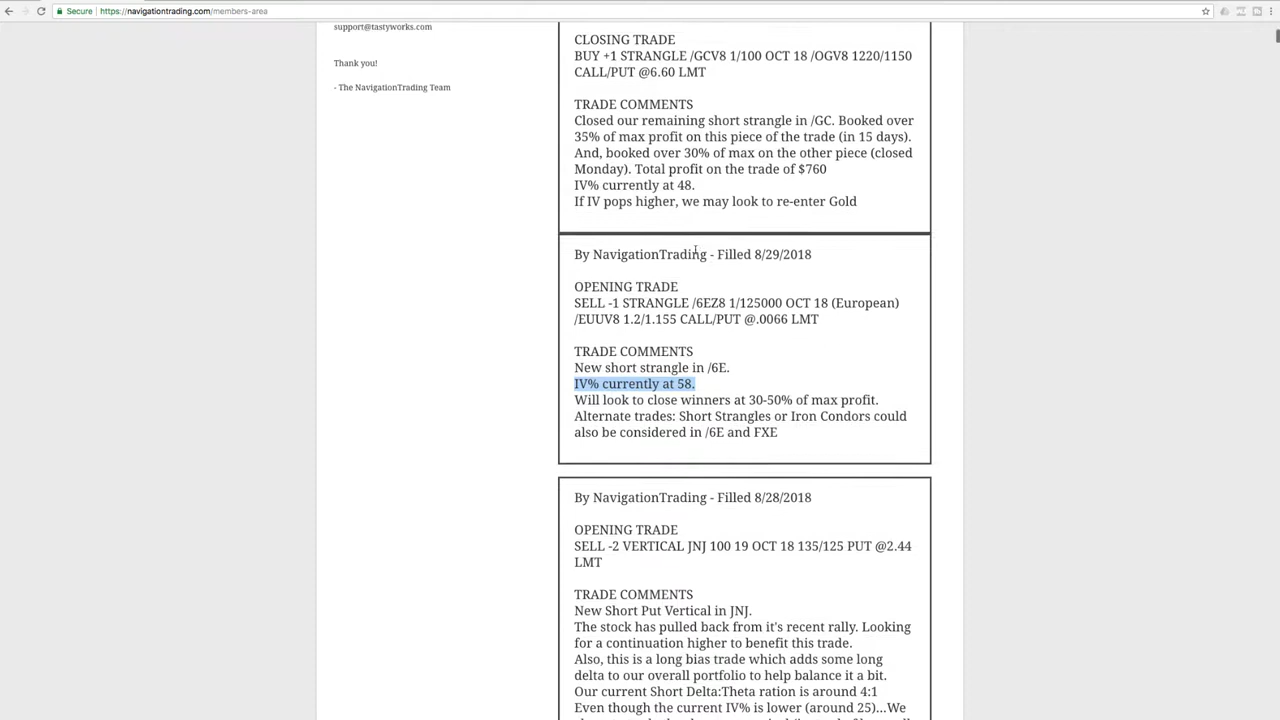 Secure
https://navigationtrading.com/members-area
support@tastyworks.com
Thank you!
- The NavigationTrading Team
CLOSING TRADE
BUY +1 STRANGLE /GCV8 1/100 OCT 18 /OGV8 1220/1150
CALL/PUT @6.60 LMT
TRADE COMMENTS
Closed our remaining short strangle in /GC. Booked over
35% of max profit on this piece of the trade (in 15 days).
And, booked over 30% of max on the other piece (closed
Monday). Total profit on the trade of $760
IV% currently at 48.
If IV pops higher, we may look to re-enter Gold
By NavigationTrading - Filled 8/29/2018
OPENING TRADE
SELL -1 STRANGLE /6EZ8 1/125000 OCT 18 (European)
/EUUV8 1.2/1.155 CALL/PUT @.0066 LMT
TRADE COMMENTS
New short strangle in /6E.
IV% currently at 58.
Will look to close winners at 30-50% of max profit.
Alternate trades: Short Strangles or Iron Condors could
also be considered in /6E and FXE
By NavigationTrading - Filled 8/28/2018
OPENING TRADE
SELL -2 VERTICAL JNJ 100 19 OCT 18 135/125 PUT @2.44
LMT
TRADE COMMENTS
New Short Put Vertical in JNJ.
The stock has pulled back from it's recent rally. Looking
for a continuation higher to benefit this trade.
Also, this is a long bias trade which adds some long
delta to our overall portfolio to help balance it a bit.
Our current Short Delta:Theta ration is around 4:1
Even though the current IV% is lower (around 25)...We